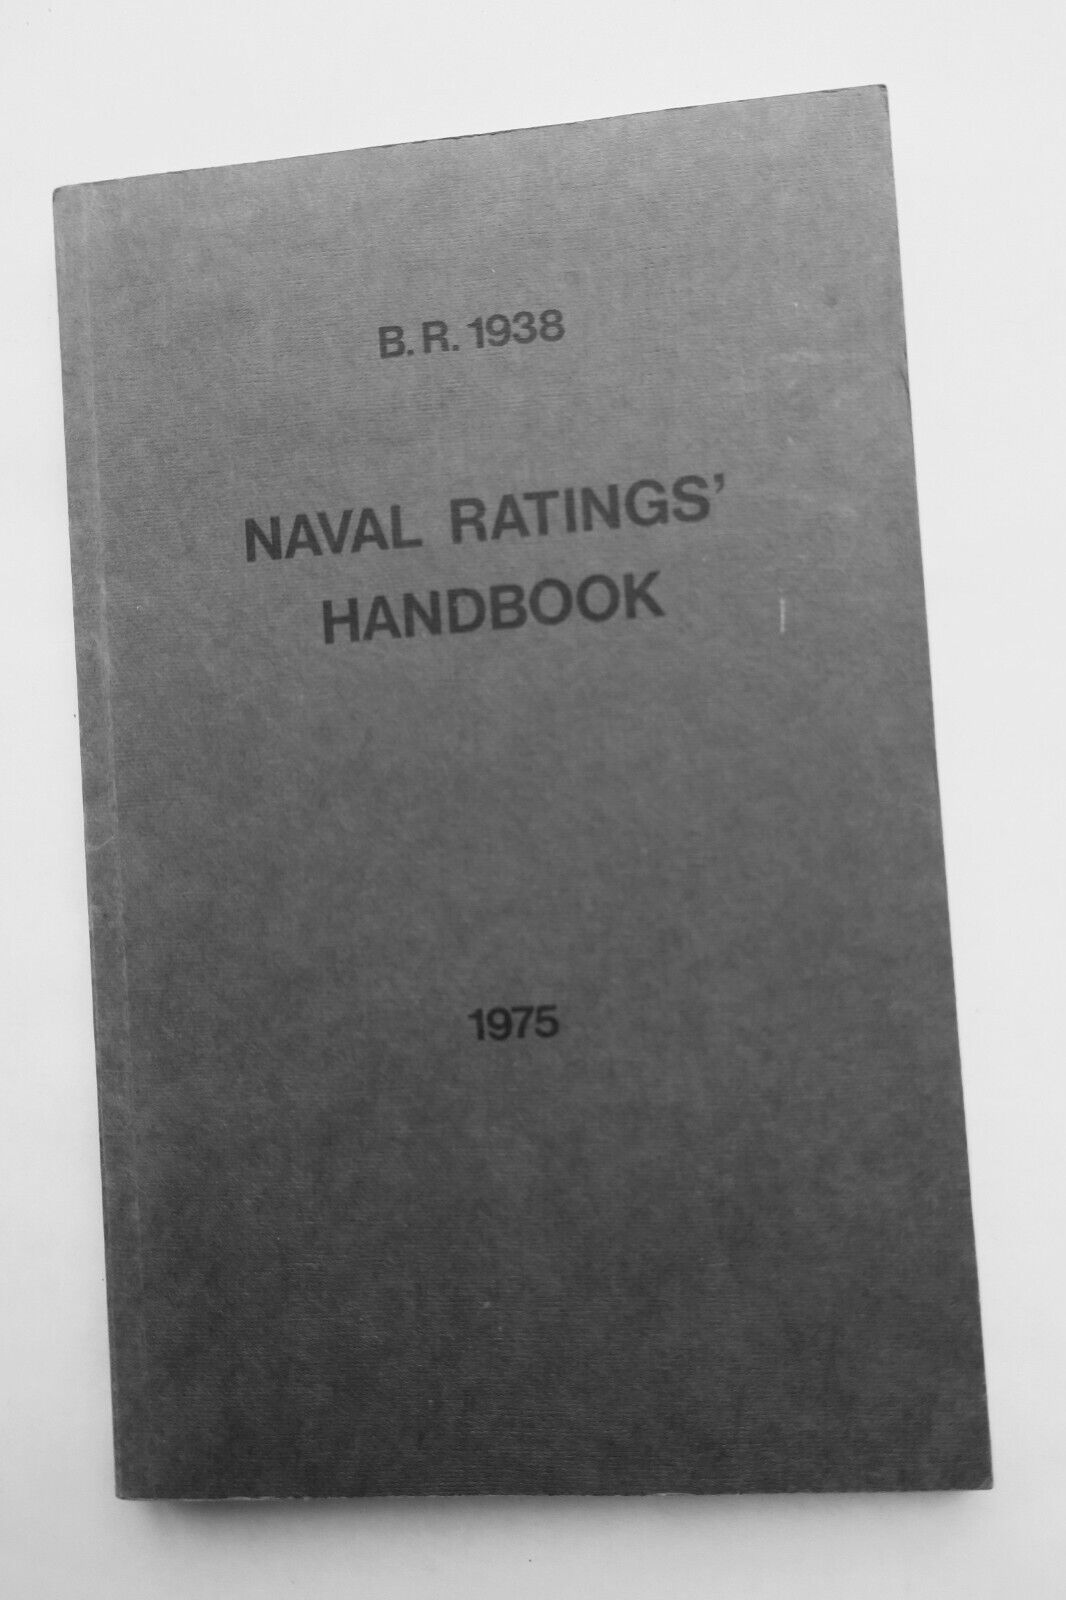 B.R. 1938
NAVAL RATINGS'
HANDBOOK
1975